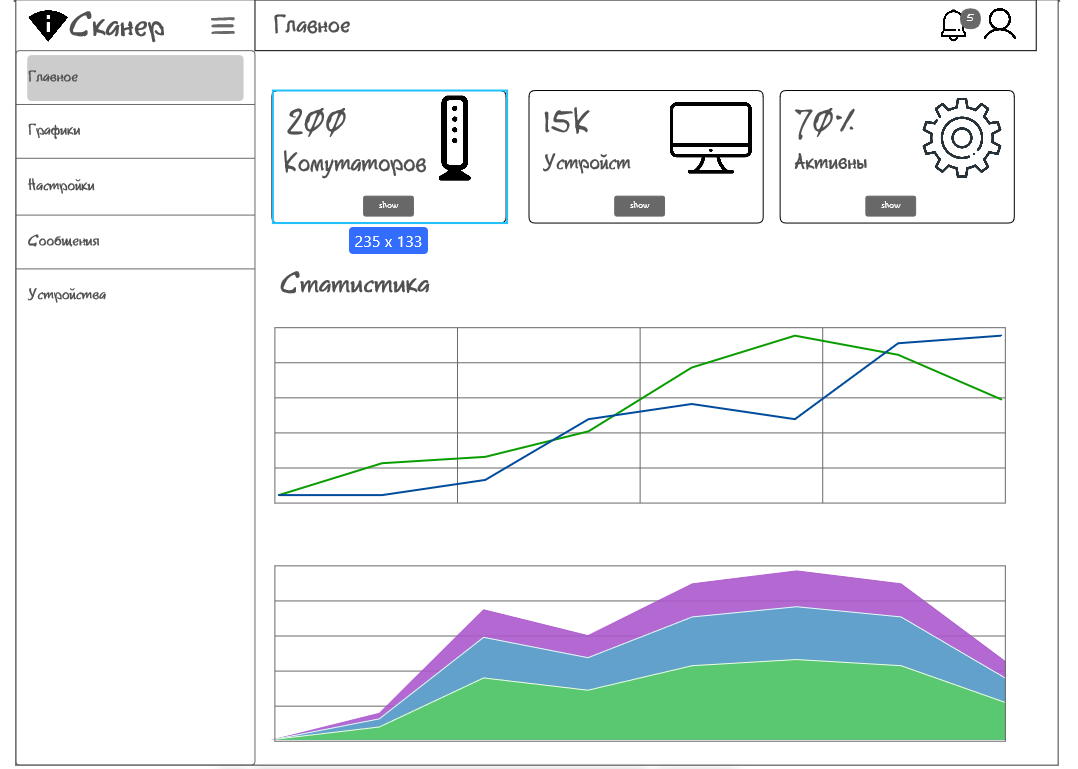 Сканер
Главное
5
Главное
Графики
Настройки
Сообщения
Устройства
200
Комутаторов
show
235 x 133
15K
Устройст
show
70%
Активны
show
Статистика